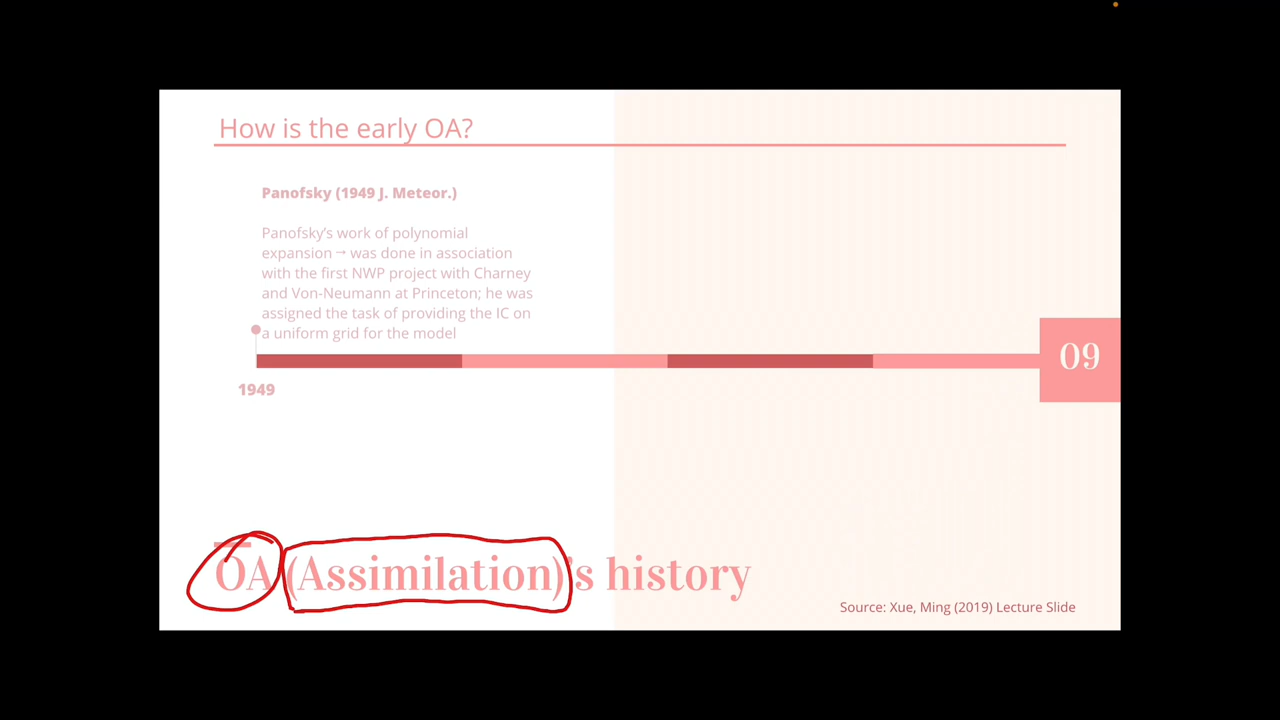 How is the early OA?
Panofsky (1949 J. Meteor.)
Panofsky’s work of polynomial
expansion → was done in association
with the first NWP project with Charney
and Von-Neumann at Princeton; he was
assigned the task of providing the IC on
a uniform grid for the model
09
1949
OA (Assimilation)’s history
Source: Xue, Ming (2019) Lecture Slide